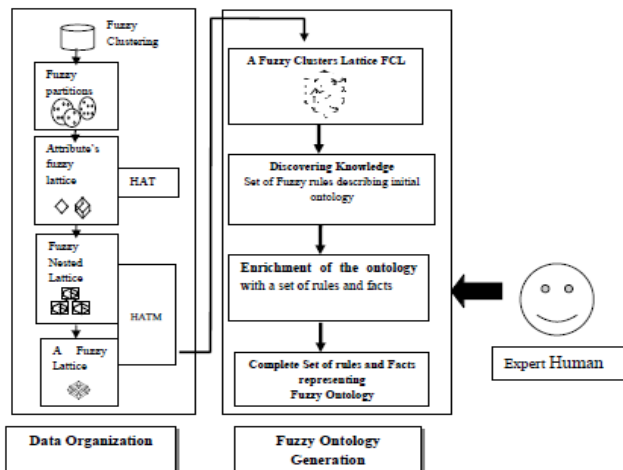 Fuzzy
Clustering
Fuzzy
partitions
Attribute's
fuzzy
lattice
HAT
Fuzzy
Nested
Lattice
HATM
A Fuzzy
Lattice
Data Organization
A Fuzzy Clusters Lattice FCL
Discovering Knowledge
Set of Fuzzy rules describing initial
ontology
Enrichment of the ontology
with a set of rules and facts
Complete Set of rules and Facts
representing
Fuzzy Ontology
Fuzzy Ontology
Generation
Expert Human